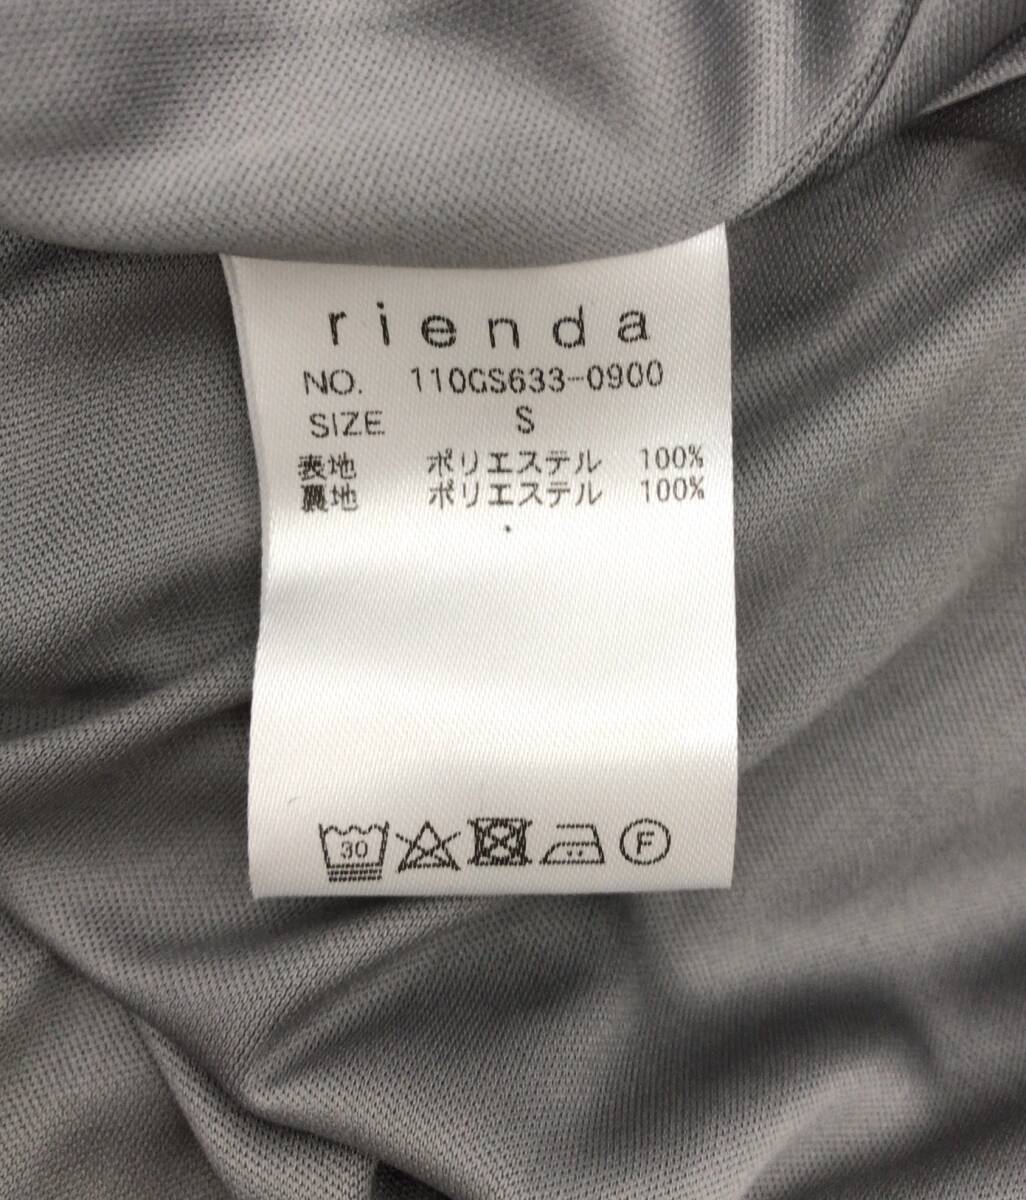 rienda
NO. 110GS633-0900
SIZE S
表地 ポリエステル 100%
裏地 ポリエステル 100%
30 F